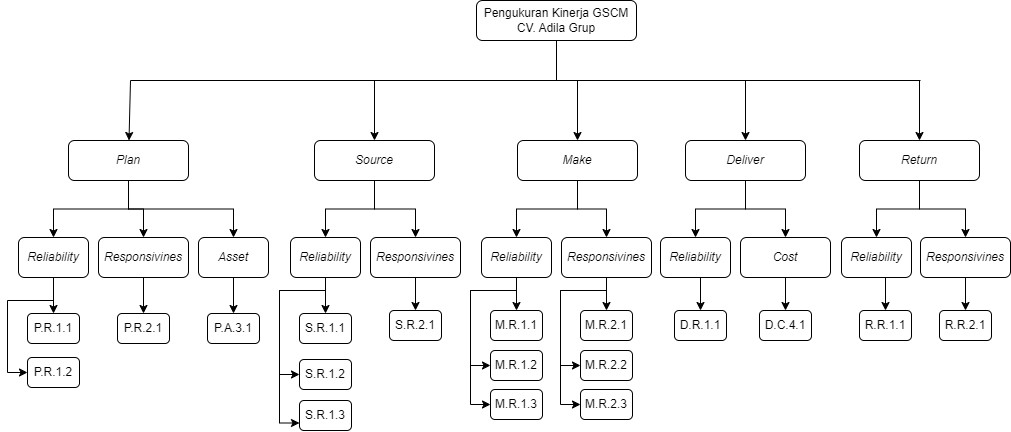 Pengukuran Kinerja GSCM
CV. Adila Grup
Plan
Source
Make
Deliver
Return
Reliability
Responsivines
Asset
Reliability
Responsivines
Reliability
Responsivines
Reliability
Cost
Reliability
Responsivines
P.R.1.1
P.R.2.1
P.A.3.1
S.R.1.1
S.R.2.1
M.R.1.1
M.R.2.1
D.R.1.1
D.C.4.1
R.R.1.1
R.R.2.1
P.R.1.2
S.R.1.2
M.R.1.2
M.R.2.2
S.R.1.3
M.R.1.3
M.R.2.3